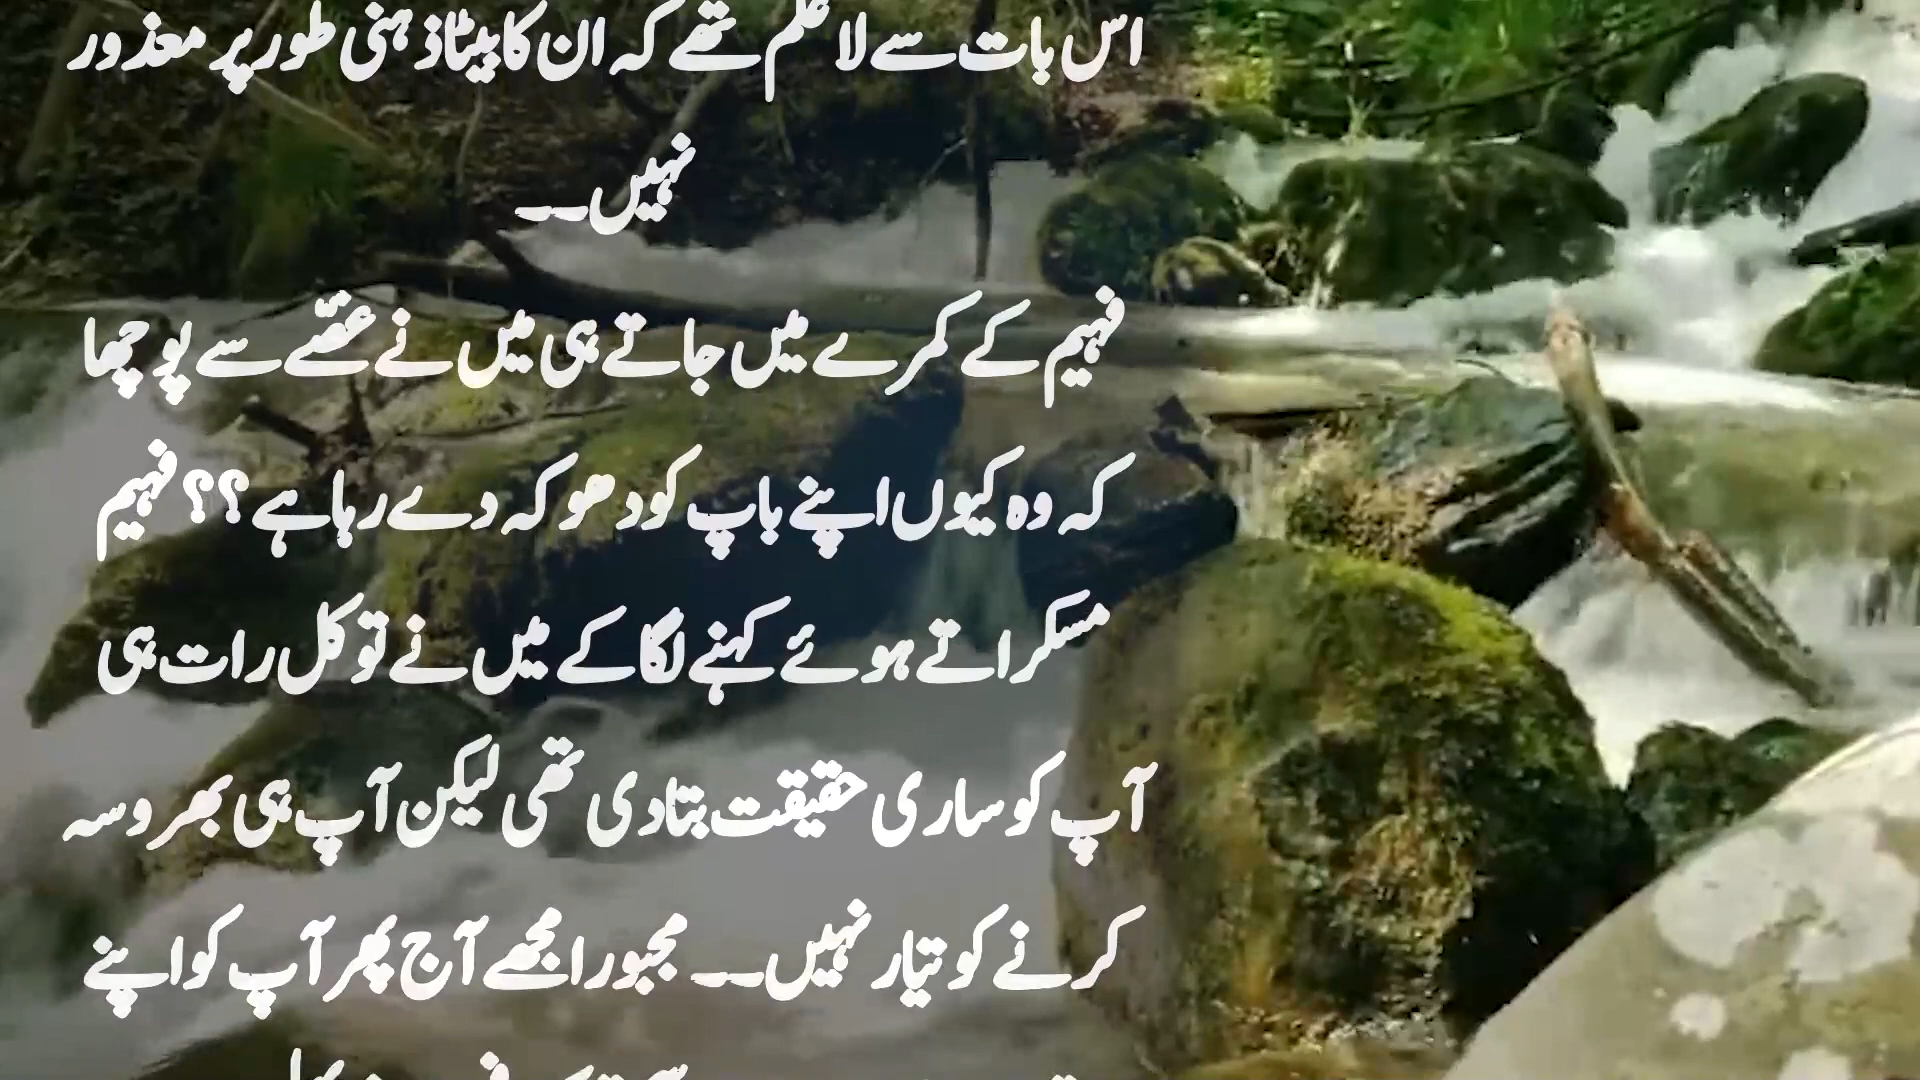 اس بات سے لا علم تھے کہ ان کا بیٹا ذہنی طور پر معذور
نہیں۔۔
فہیم کے کمرے میں جاتے ہی میں نے غصّے سے پوچھا
کہ وہ کیوں اپنے باپ کو دھوکہ دے رہا ہے؟؟ فہیم
مسکراتے ہوئے کہنے لگا کے میں نے تو کل رات ہی
آپ کو ساری حقیقت بتا دی تھی لیکن آپ ہی بھروسہ
کرنے کو تیار نہیں۔۔ مجبورا مجھے آج پھر آپ کو اپنے